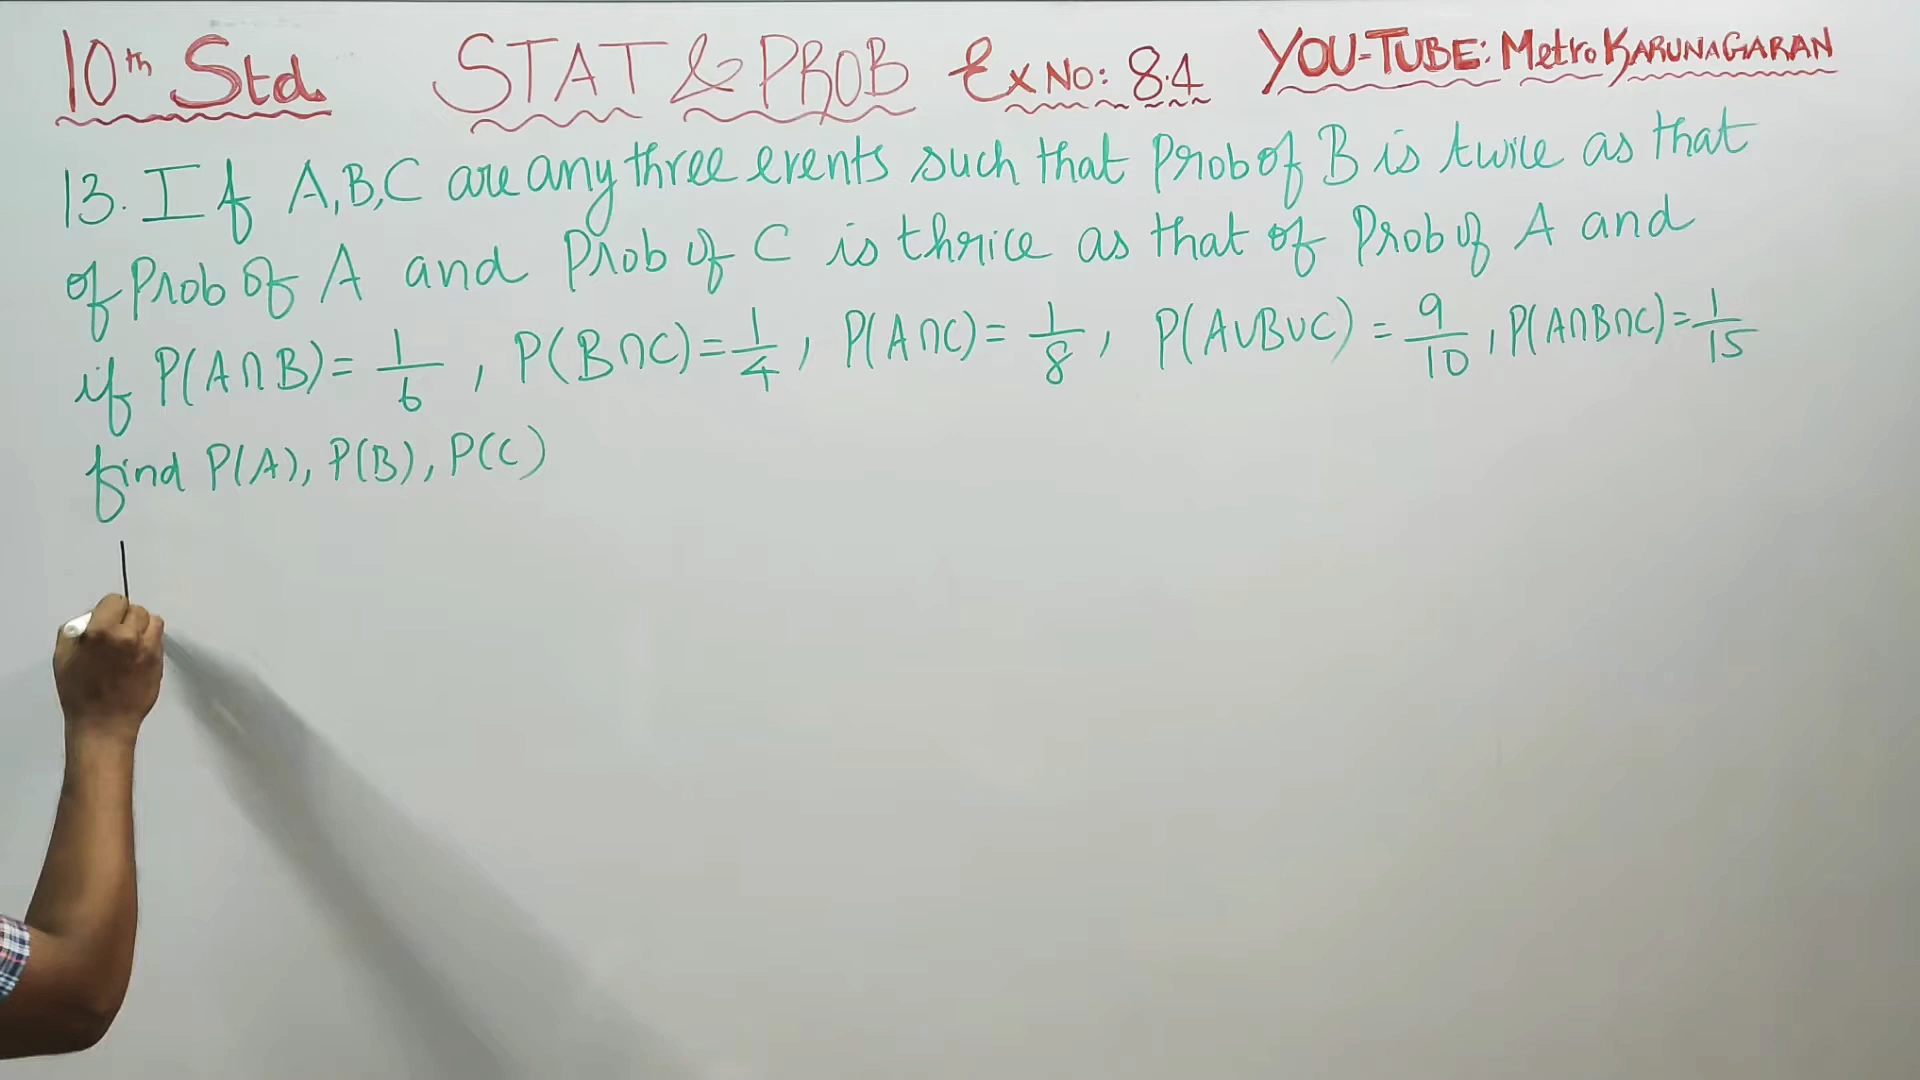 10th Std STAT & PROB Ex No: 8.4 YOU-TUBE: Metro KARUNAGARAN
13. If A,B,C are any three events such that Prob of B is twice as that
of Prob of A and Prob of C is thrice as that of Prob of A and
if P(A∩B)= 1/6, P(B∩C)=1/4, P(A∩C)= 1/8, P(A∪B∪C) = 9/10, P(A∩B∩C)=1/15
find P(A), P(B), P(C)